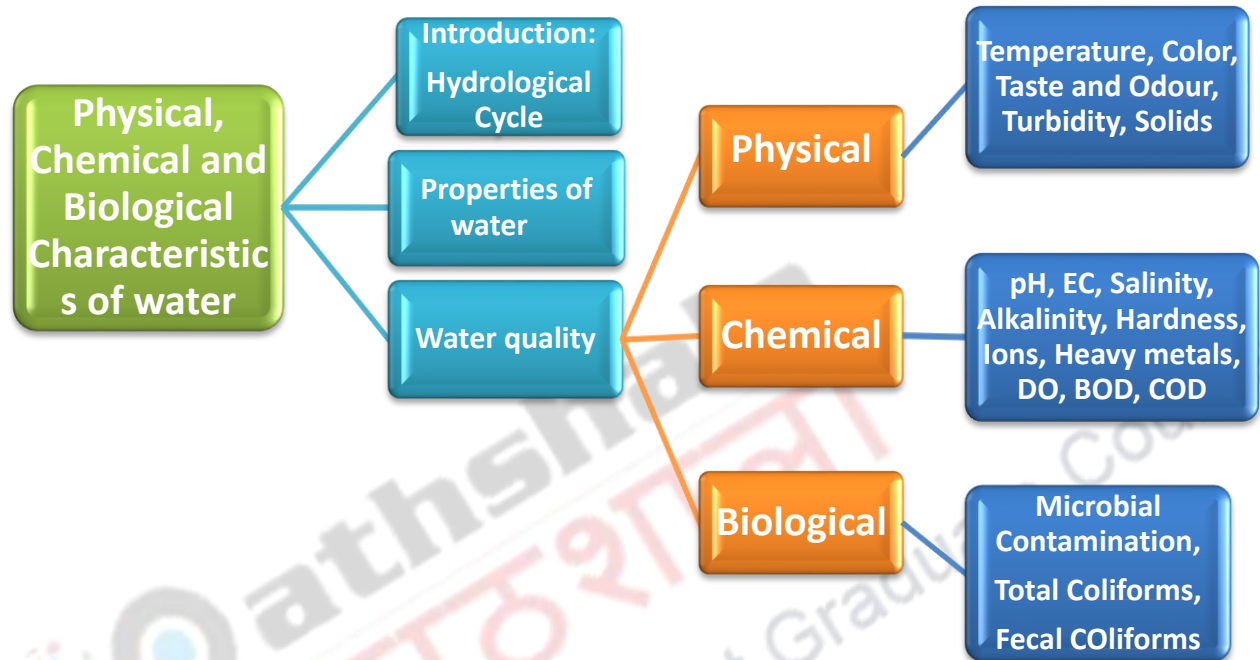 Physical,
Chemical and
Biological
Characteristic
s of water
Introduction:
Hydrological
Cycle
Properties of
water
Water quality
Physical
Chemical
Biological
Temperature, Color,
Taste and Odour,
Turbidity, Solids
pH, EC, Salinity,
Alkalinity, Hardness,
Ions, Heavy metals,
DO, BOD, COD
Microbial
Contamination,
Total Coliforms,
Fecal COliforms
athshala
पाठशाला